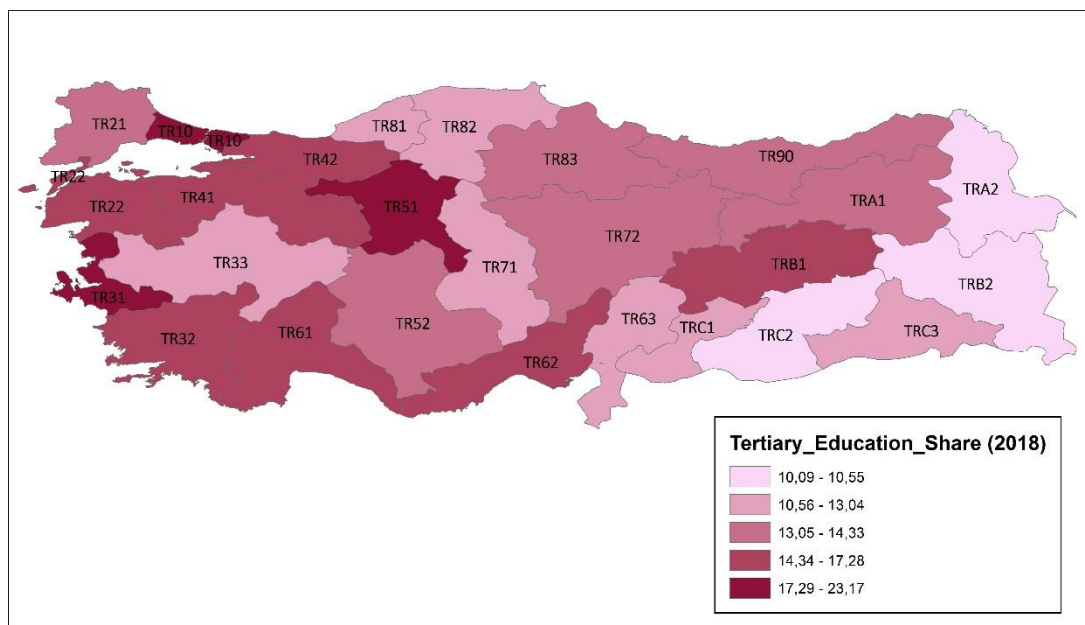 TR21
TR10
TR10
TR81
TR82
TR42
TR83
TR90
TRA2
TR22
TR22
TR41
TR51
TRA1
TR72
TR33
TR71
TRB1
TRB2
TR31
TR32
TR61
TR52
TR62
TR63
TRC1
TRC2
TRC3
Tertiary_Education_Share (2018)
10,09 - 10,55
10,56 - 13,04
13,05 - 14,33
14,34 - 17,28
17,29 - 23,17